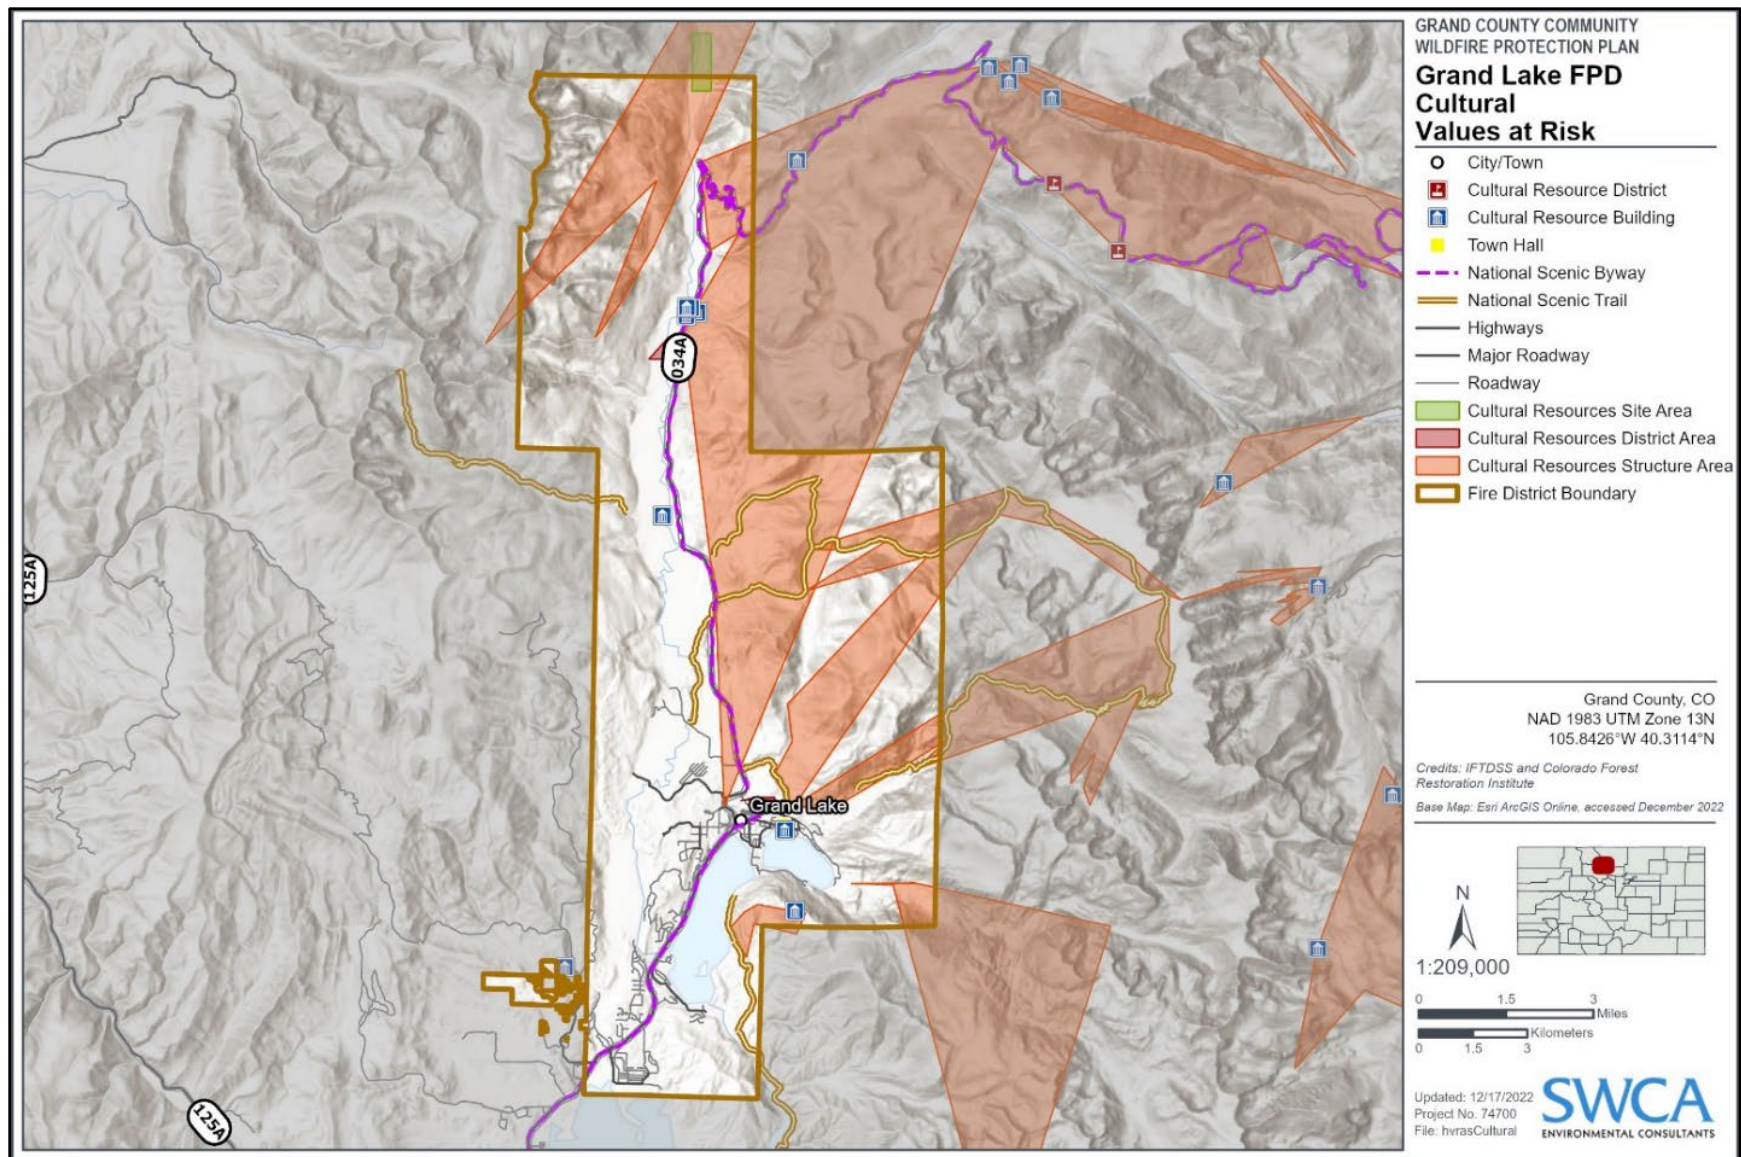 GRAND COUNTY COMMUNITY
WILDFIRE PROTECTION PLAN
Grand Lake FPD
Cultural
Values at Risk
City/Town
Cultural Resource District
Cultural Resource Building
Town Hall
National Scenic Byway
National Scenic Trail
Highways
Major Roadway
Roadway
Cultural Resources Site Area
Cultural Resources District Area
Cultural Resources Structure Area
Fire District Boundary
034A
125A
Grand Lake
125A
Grand County, CO
NAD 1983 UTM Zone 13N
105.8426°W 40.3114°N
Credits: IFTDSS and Colorado Forest
Restoration Institute
Base Map: Esri ArcGIS Online, accessed December 2022
N
1:209,000
0 1.5 3
Miles
Kilometers
0 1.5 3
Updated: 12/17/2022
Project No. 74700
File: hvrasCultural
SWCA
ENVIRONMENTAL CONSULTANTS